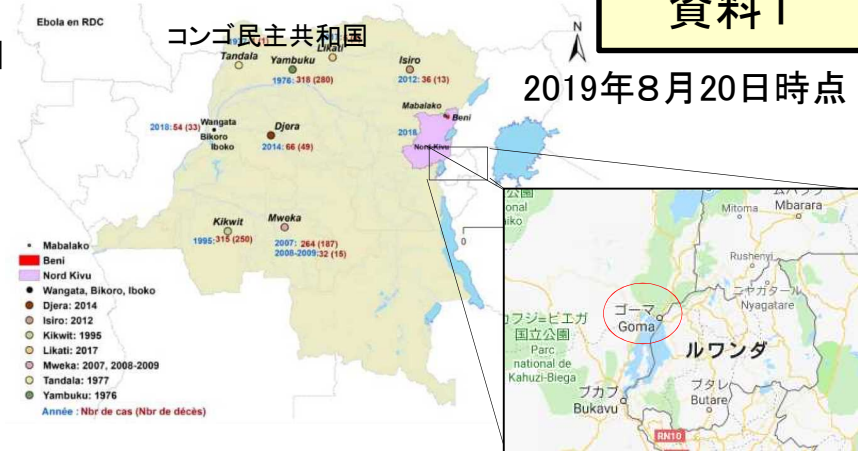 資料1
2019年8月20日時点
Ebola en RDC
コンゴ民主共和国
N
Tandala
Yambuku
1976: 318 (280)
Likati
Isiro
2012: 36 (13)
Mabalako
Beni
2018
Nord Kivu
2018: 54 (33)
Wangata
Bikoro
Iboko
Djera
2014: 66 (49)
Kikwit
1995: 315 (250)
Mweka
2007: 264 (187)
2008-2009: 32 (15)
0
Mabalako
Beni
Nord Kivu
Wangata, Bikoro, Iboko
Djera: 2014
Isiro: 2012
Kikwit: 1995
Likati: 2017
Mweka: 2007, 2008-2009
Tandala: 1977
Yambuku: 1976
Année : Nbr de cas (Nbr de décès)
Mitoma
Mbarara
Rushenyi
ニャガタール
Nyagatare
ゴーマ
Goma
カフジ=ビエガ
国立公園
Parc
national de
Kahuzi-Biega
ルワンダ
ブカブ
Bukavu
ブタレ
Butare
RN10